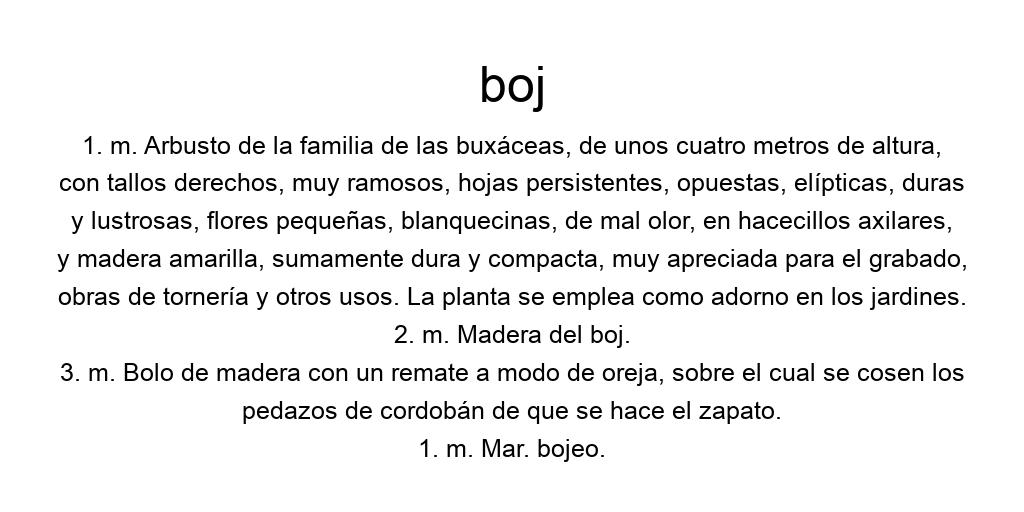 boj
1. m. Arbusto de la familia de las buxáceas, de unos cuatro metros de altura,
con tallos derechos, muy ramosos, hojas persistentes, opuestas, elípticas, duras
y lustrosas, flores pequeñas, blanquecinas, de mal olor, en hacecillos axilares,
y madera amarilla, sumamente dura y compacta, muy apreciada para el grabado,
obras de tornería y otros usos. La planta se emplea como adorno en los jardines.
2. m. Madera del boj.
3. m. Bolo de madera con un remate a modo de oreja, sobre el cual se cosen los
pedazos de cordobán de que se hace el zapato.
1. m. Mar. bojeo.